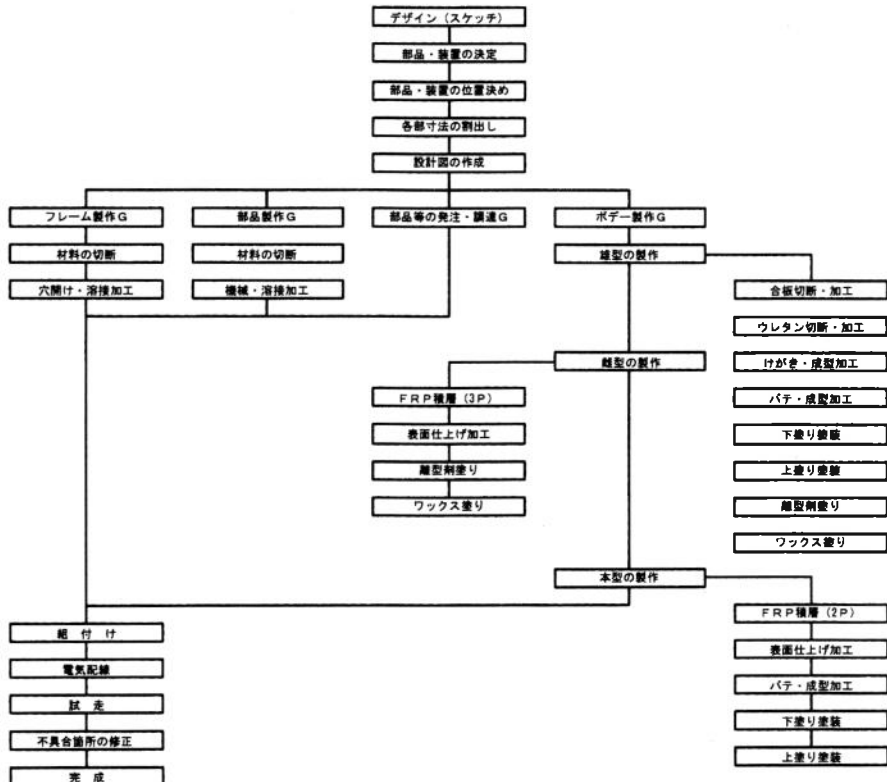 デザイン（スケッチ）
部品・装置の決定
部品・装置の位置決め
各部寸法の割出し
設計図の作成
フレーム製作G
部品製作G
部品等の発注・調達G
ボデー製作G
材料の切断
材料の切断
雄型の製作
穴開け・溶接加工
機械・溶接加工
合板切断・加工
ウレタン切断・加工
けがき・成型加工
パテ・成型加工
下塗り塗装
上塗り塗装
離型剤塗り
ワックス塗り
雌型の製作
FRP積層（3P）
表面仕上げ加工
離型剤塗り
ワックス塗り
本型の製作
FRP積層（2P）
表面仕上げ加工
パテ・成型加工
下塗り塗装
上塗り塗装
組 付 け
電気配線
試 走
不具合箇所の修正
完 成